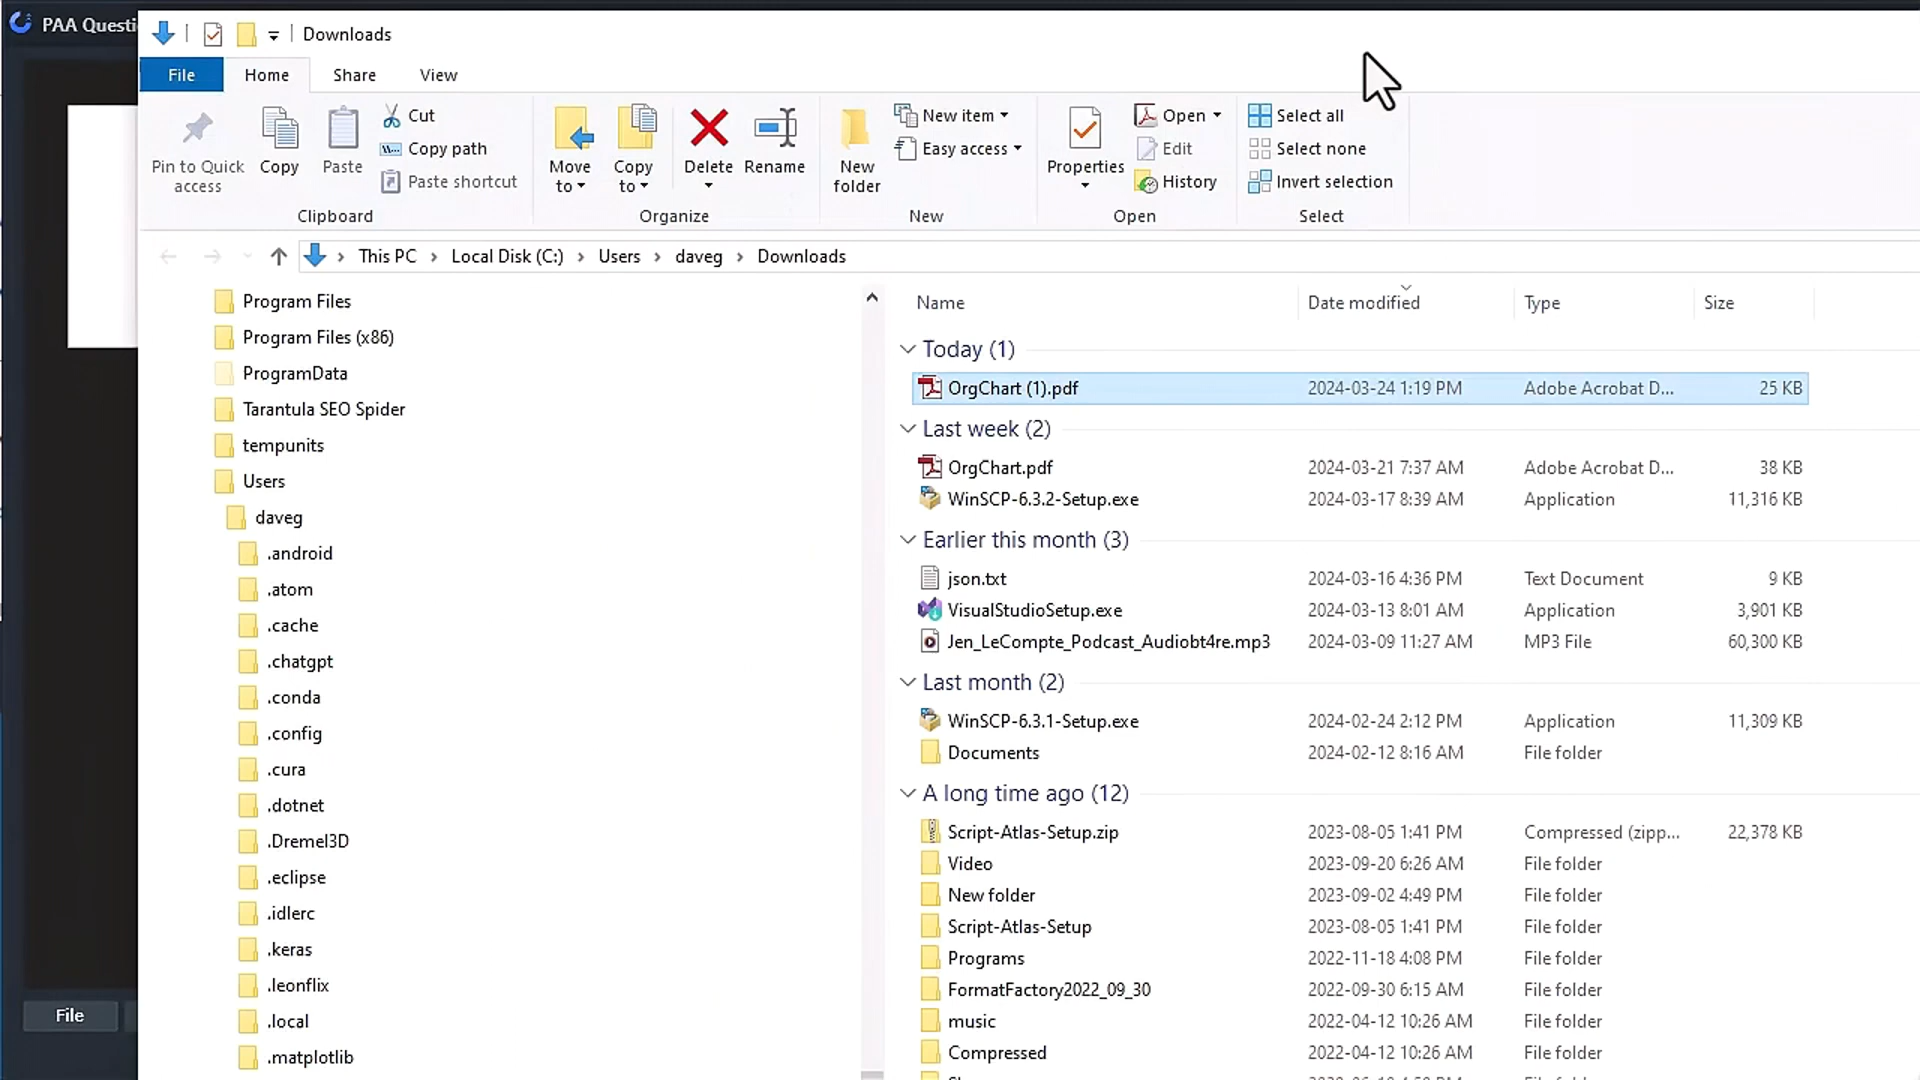 PAA Questi
Downloads
File Home Share View
Pin to Quick access
Copy
Paste
Cut
Copy path
Paste shortcut
Clipboard
Move to
Copy to
Delete
Rename
Organize
New folder
New item
Easy access
New
Properties
Open
Edit
History
Open
Select all
Select none
Invert selection
Select
This PC > Local Disk (C:) > Users > daveg > Downloads
Program Files
Program Files (x86)
ProgramData
Tarantula SEO Spider
tempunits
Users
daveg
.android
.atom
.cache
.chatgpt
.conda
.config
.cura
.dotnet
.Dremel3D
.eclipse
.idlerc
.keras
.leonflix
.local
.matplotlib
Name Date modified Type Size
Today (1)
OrgChart (1).pdf 2024-03-24 1:19 PM Adobe Acrobat D... 25 KB
Last week (2)
OrgChart.pdf 2024-03-21 7:37 AM Adobe Acrobat D... 38 KB
WinSCP-6.3.2-Setup.exe 2024-03-17 8:39 AM Application 11,316 KB
Earlier this month (3)
json.txt 2024-03-16 4:36 PM Text Document 9 KB
VisualStudioSetup.exe 2024-03-13 8:01 AM Application 3,901 KB
Jen_LeCompte_Podcast_Audiobt4re.mp3 2024-03-09 11:27 AM MP3 File 60,300 KB
Last month (2)
WinSCP-6.3.1-Setup.exe 2024-02-24 2:12 PM Application 11,309 KB
Documents 2024-02-12 8:16 AM File folder
A long time ago (12)
Script-Atlas-Setup.zip 2023-08-05 1:41 PM Compressed (zipp... 22,378 KB
Video 2023-09-20 6:26 AM File folder
New folder 2023-09-02 4:49 PM File folder
Script-Atlas-Setup 2023-08-05 1:41 PM File folder
Programs 2022-11-18 4:08 PM File folder
FormatFactory2022_09_30 2022-09-30 6:15 AM File folder
music 2022-04-12 10:26 AM File folder
Compressed 2022-04-12 10:26 AM File folder
File